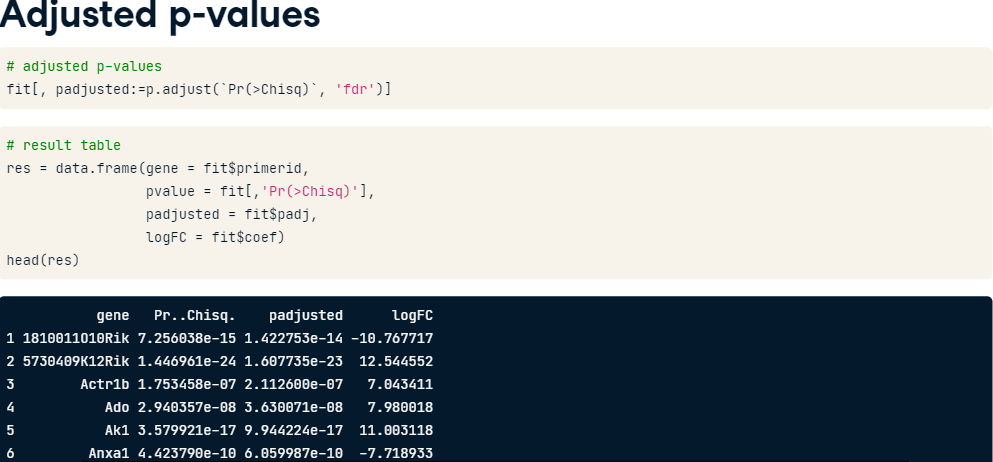 Adjusted p-values
# adjusted p-values
fit[, padjusted:=p.adjust(`Pr(>Chisq)`, 'fdr')]
# result table
res = data.frame(gene = fit$primerid,
                 pvalue = fit[,'Pr(>Chisq)'],
                 padjusted = fit$padj,
                 logFC = fit$coef)
head(res)
           gene   Pr..Chisq.    padjusted      logFC
1 1810011O10Rik 7.256038e-15 1.422753e-14 -10.767717
2 5730409K12Rik 1.446961e-24 1.607735e-23  12.544552
3        Actr1b 1.753458e-07 2.112600e-07   7.043411
4           Ado 2.940357e-08 3.630071e-08   7.980018
5           Ak1 3.579921e-17 9.944224e-17  11.003118
6         Anxa1 4.423790e-10 6.059987e-10  -7.718933